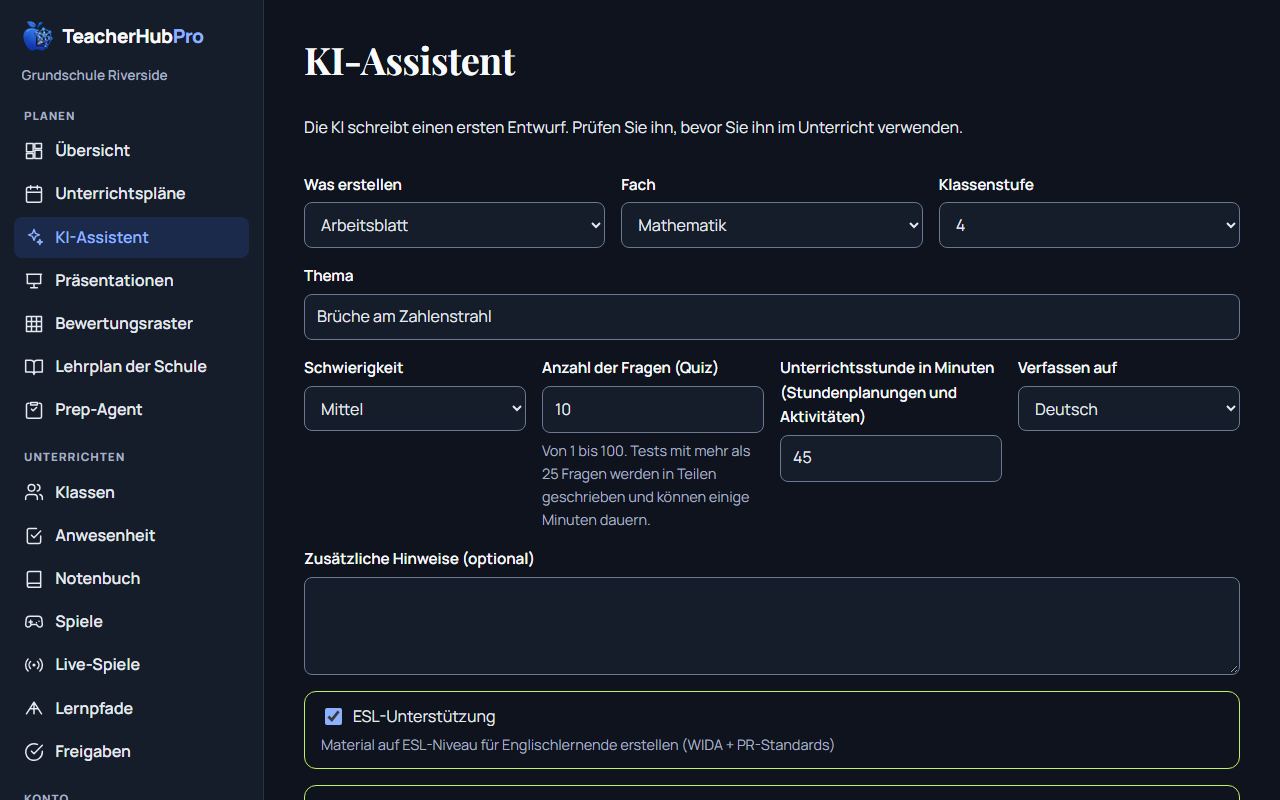 TeacherHubPro
Grundschule Riverside
PLANEN
Übersicht
Unterrichtspläne
KI-Assistent
Präsentationen
Bewertungsraster
Lehrplan der Schule
Prep-Agent
UNTERRICHTEN
Klassen
Anwesenheit
Notenbuch
Spiele
Live-Spiele
Lernpfade
Freigaben
KONTO
KI-Assistent
Die KI schreibt einen ersten Entwurf. Prüfen Sie ihn, bevor Sie ihn im Unterricht verwenden.
Was erstellen
Arbeitsblatt
Fach
Mathematik
Klassenstufe
4
Thema
Brüche am Zahlenstrahl
Schwierigkeit
Mittel
Anzahl der Fragen (Quiz)
10
Von 1 bis 100. Tests mit mehr als
25 Fragen werden in Teilen
geschrieben und können einige
Minuten dauern.
Unterrichtsstunde in Minuten
(Stundenplanungen und
Aktivitäten)
45
Verfassen auf
Deutsch
Zusätzliche Hinweise (optional)
ESL-Unterstützung
Material auf ESL-Niveau für Englischlernende erstellen (WIDA + PR-Standards)